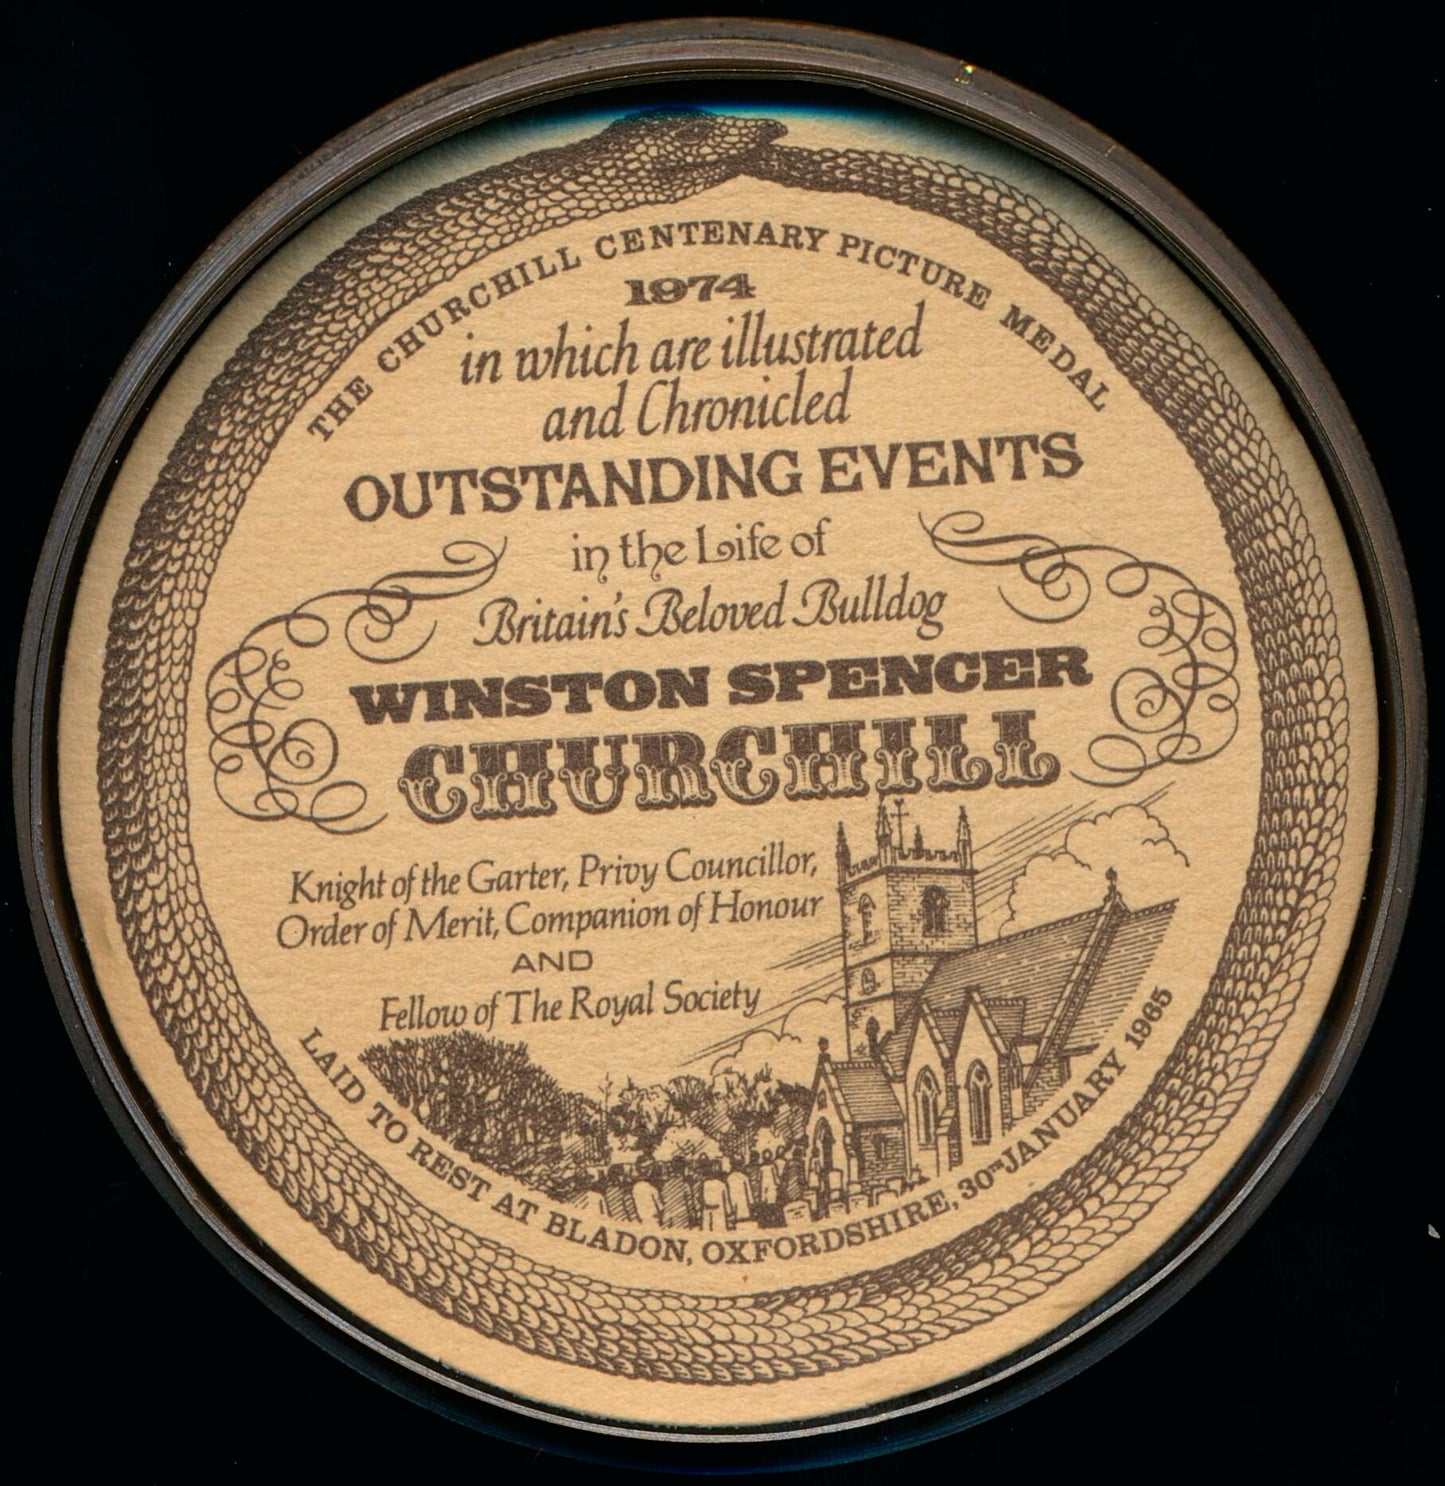 THE CHURCHILL CENTENARY PICTURE MEDAL
1974
in which are illustrated
and Chronicled
OUTSTANDING EVENTS
in the Life of
Britain's Beloved Bulldog
WINSTON SPENCER
CHURCHILL
Knight of the Garter, Privy Councillor,
Order of Merit, Companion of Honour
AND
Fellow of The Royal Society
LAID TO REST AT BLADON, OXFORDSHIRE, 30TH JANUARY 1965